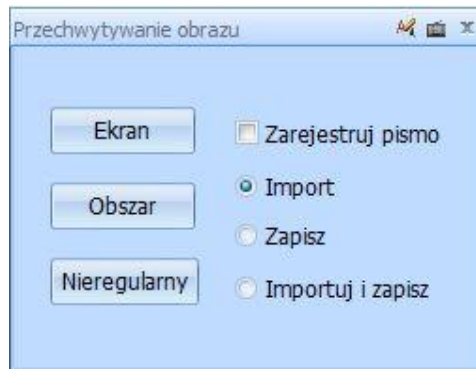 Przechwytywanie obrazu
Ekran
Zarejestruj pismo
Import
Obszar
Zapisz
Nieregularny
Importuj i zapisz